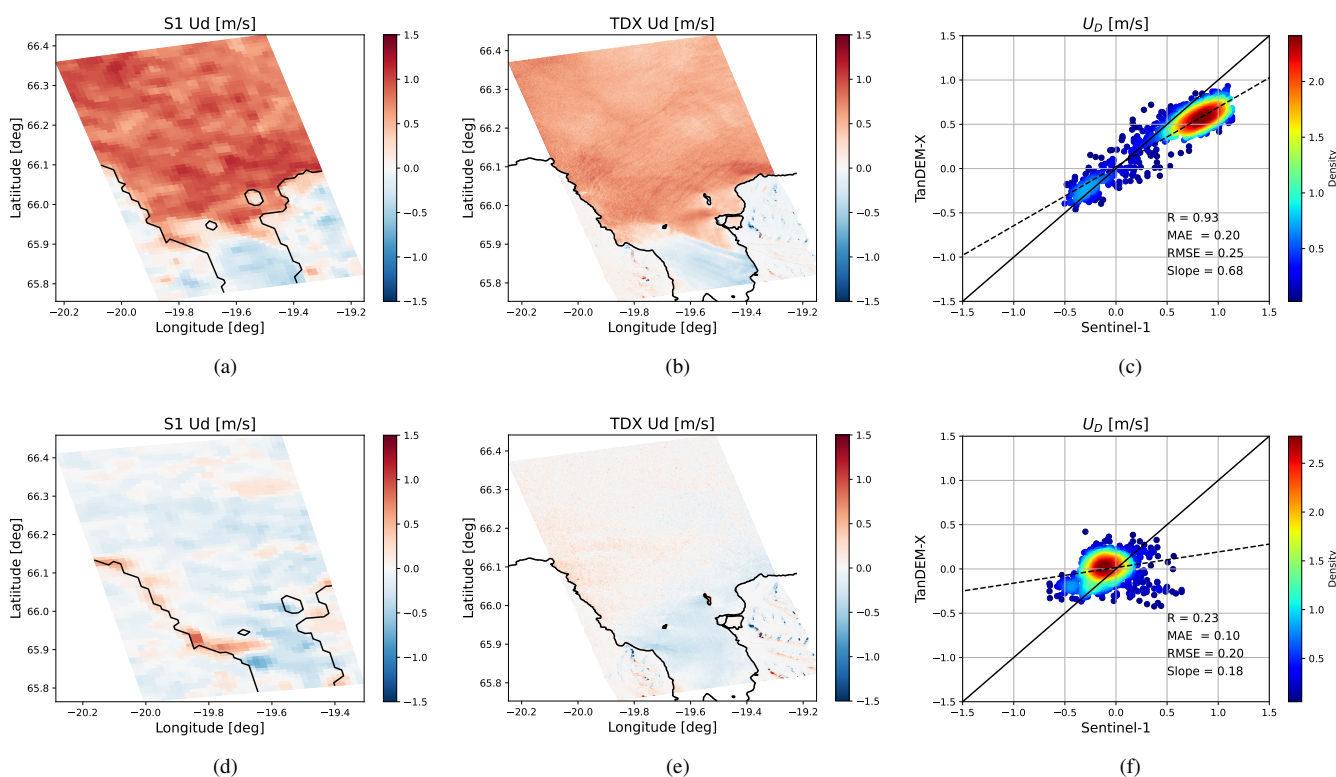 S1 Ud [m/s]
66.4
66.3
66.2
66.1
66.0
65.9
65.8
Latiitude [deg]
−20.2 −20.0 −19.8 −19.6 −19.4 −19.2
Longitude [deg]
1.5
1.0
0.5
0.0
−0.5
−1.0
−1.5
(a)
TDX Ud [m/s]
66.4
66.3
66.2
66.1
66.0
65.9
65.8
Latiitude [deg]
−20.2 −20.0 −19.8 −19.6 −19.4 −19.2
Longitude [deg]
1.5
1.0
0.5
0.0
−0.5
−1.0
−1.5
(b)
U_D [m/s]
1.5
1.0
0.5
0.0
−0.5
−1.0
−1.5
TanDEM-X
R = 0.93
MAE = 0.20
RMSE = 0.25
Slope = 0.68
−1.5 −1.0 −0.5 0.0 0.5 1.0 1.5
Sentinel-1
2.0
1.5
1.0
0.5
Density
(c)
S1 Ud [m/s]
66.4
66.3
66.2
66.1
66.0
65.9
65.8
Latiitude [deg]
−20.2 −20.0 −19.8 −19.6 −19.4
Longitude [deg]
1.5
1.0
0.5
0.0
−0.5
−1.0
−1.5
(d)
TDX Ud [m/s]
66.4
66.3
66.2
66.1
66.0
65.9
65.8
Latiitude [deg]
−20.2 −20.0 −19.8 −19.6 −19.4 −19.2
Longitude [deg]
1.5
1.0
0.5
0.0
−0.5
−1.0
−1.5
(e)
U_D [m/s]
1.5
1.0
0.5
0.0
−0.5
−1.0
−1.5
TanDEM-X
R = 0.23
MAE = 0.10
RMSE = 0.20
Slope = 0.18
−1.5 −1.0 −0.5 0.0 0.5 1.0 1.5
Sentinel-1
2.5
2.0
1.5
1.0
0.5
Density
(f)